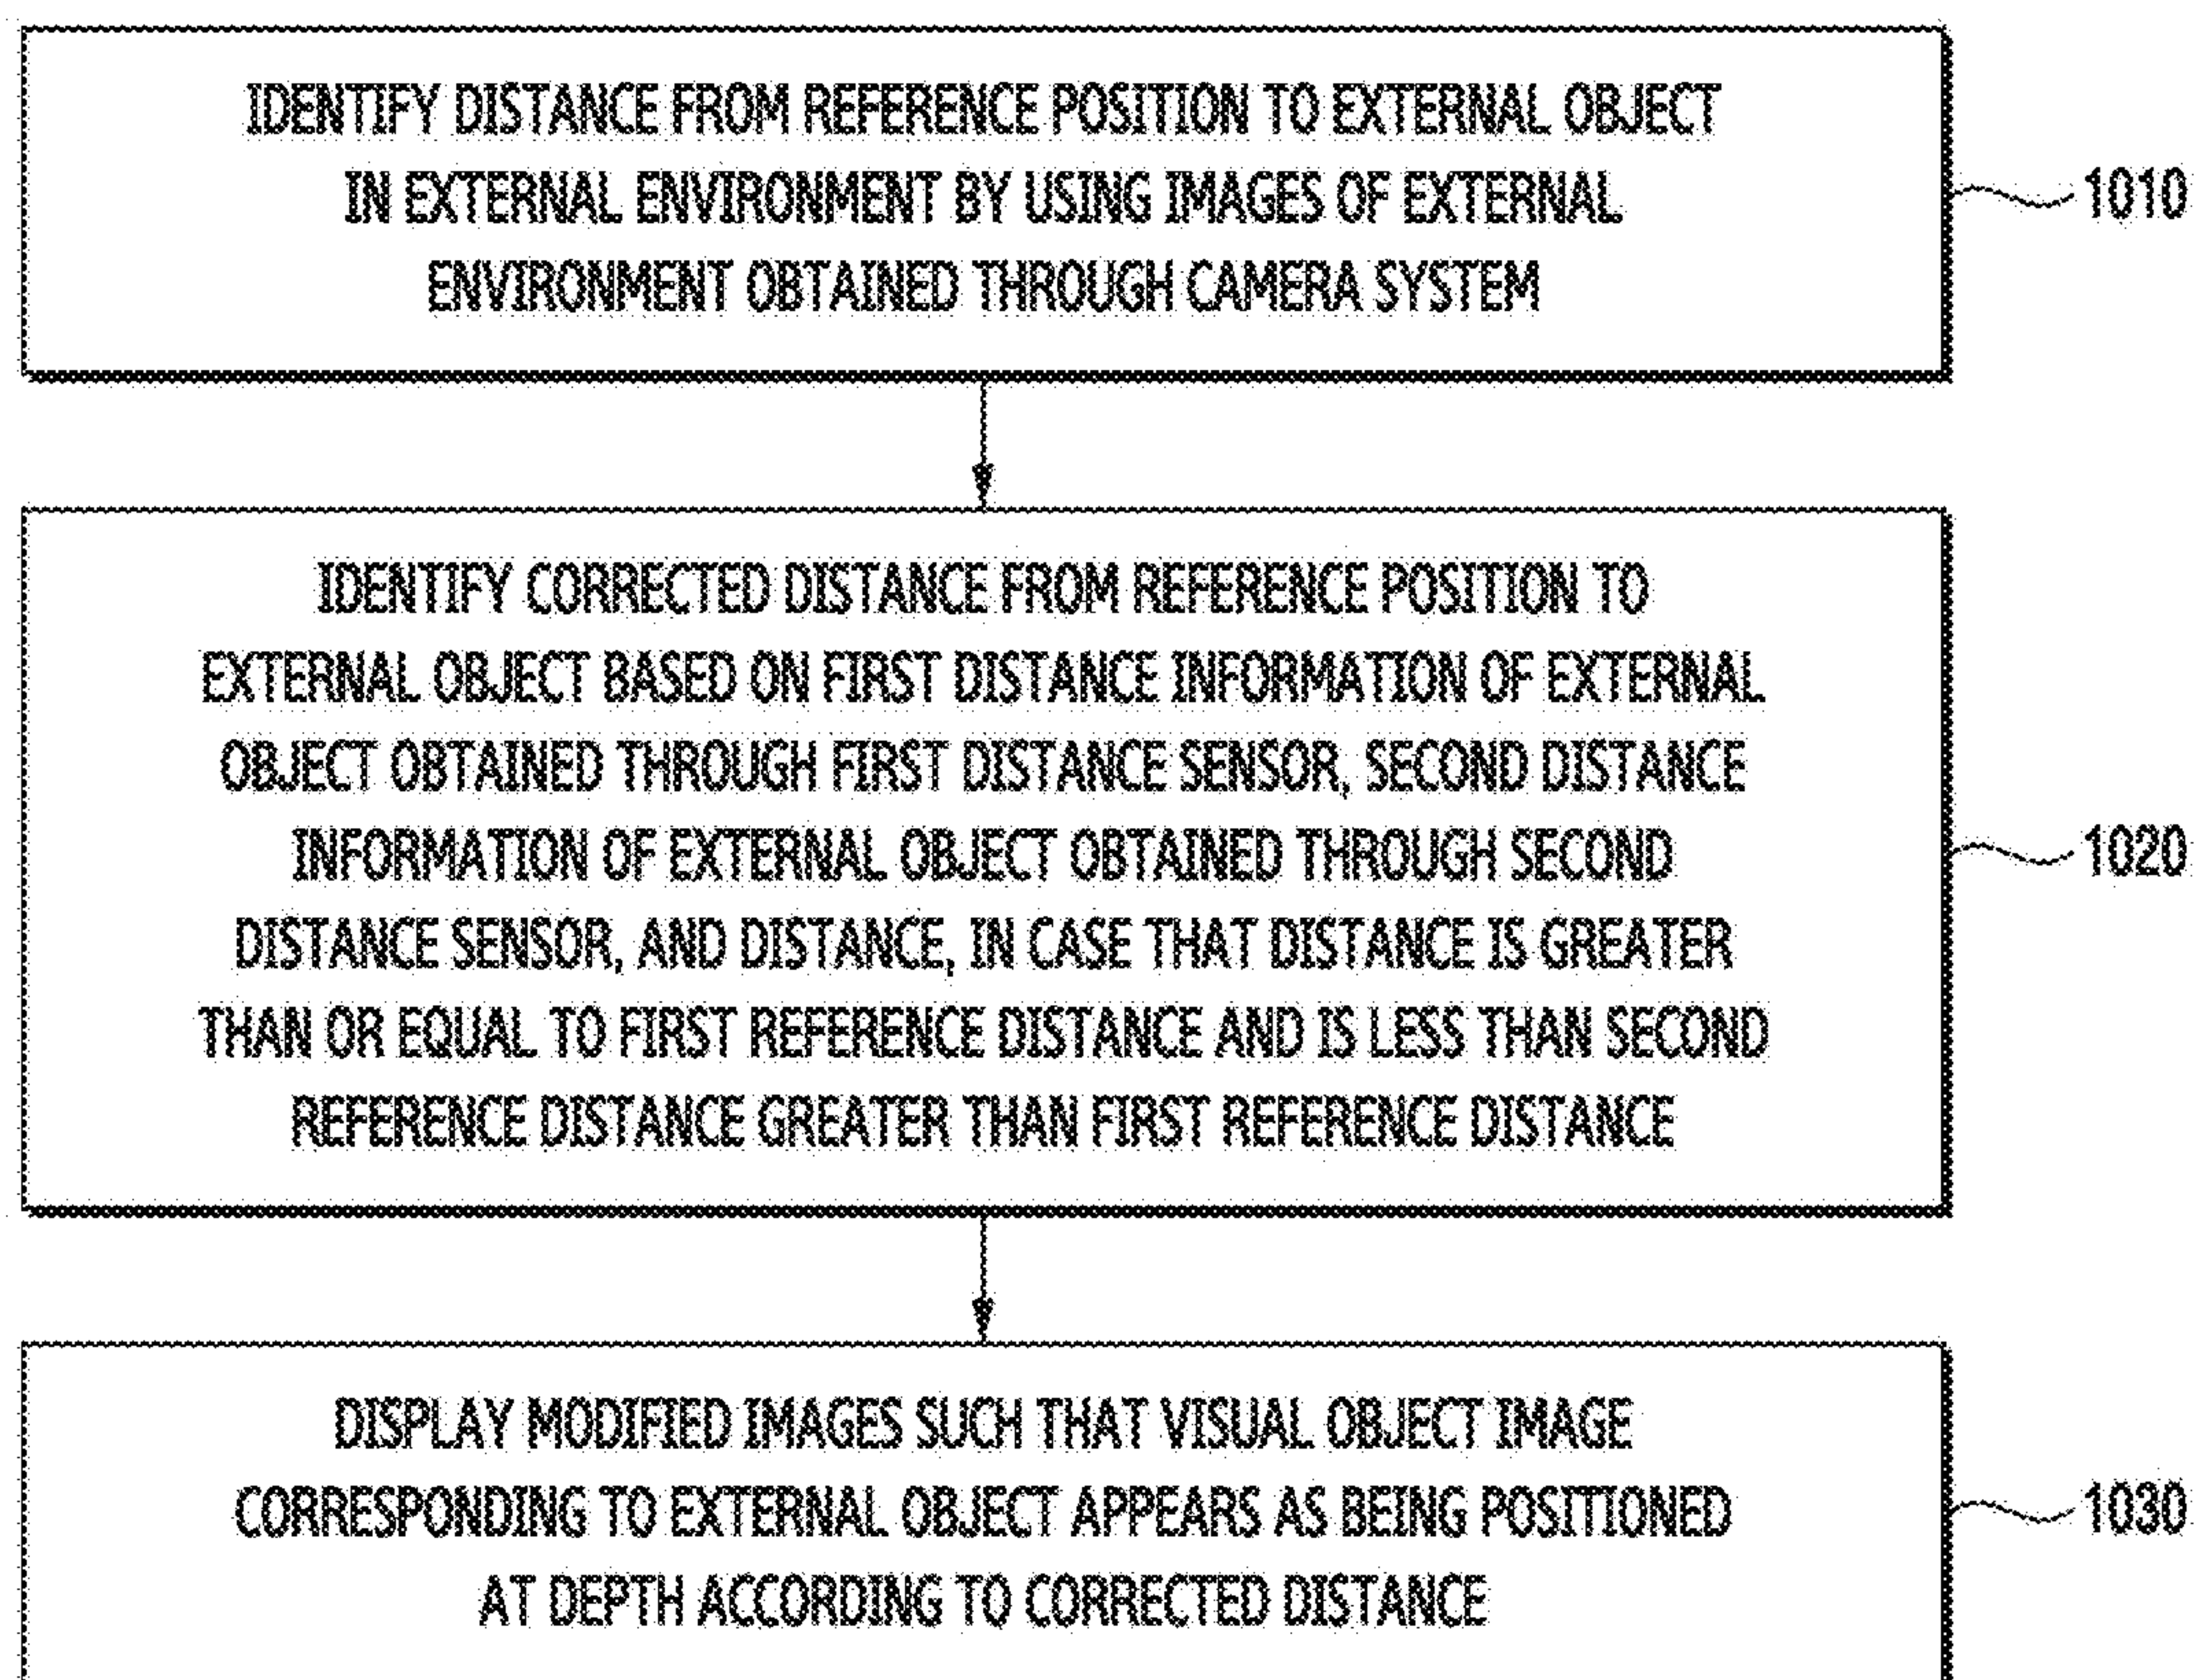 IDENTIFY DISTANCE FROM REFERENCE POSITION TO EXTERNAL OBJECT
IN EXTERNAL ENVIRONMENT BY USING IMAGES OF EXTERNAL
ENVIRONMENT OBTAINED THROUGH CAMERA SYSTEM
1010
IDENTIFY CORRECTED DISTANCE FROM REFERENCE POSITION TO
EXTERNAL OBJECT BASED ON FIRST DISTANCE INFORMATION OF EXTERNAL
OBJECT OBTAINED THROUGH FIRST DISTANCE SENSOR, SECOND DISTANCE
INFORMATION OF EXTERNAL OBJECT OBTAINED THROUGH SECOND
DISTANCE SENSOR, AND DISTANCE, IN CASE THAT DISTANCE IS GREATER
THAN OR EQUAL TO FIRST REFERENCE DISTANCE AND IS LESS THAN SECOND
REFERENCE DISTANCE GREATER THAN FIRST REFERENCE DISTANCE
1020
DISPLAY MODIFIED IMAGES SUCH THAT VISUAL OBJECT IMAGE
CORRESPONDING TO EXTERNAL OBJECT APPEARS AS BEING POSITIONED
AT DEPTH ACCORDING TO CORRECTED DISTANCE
1030